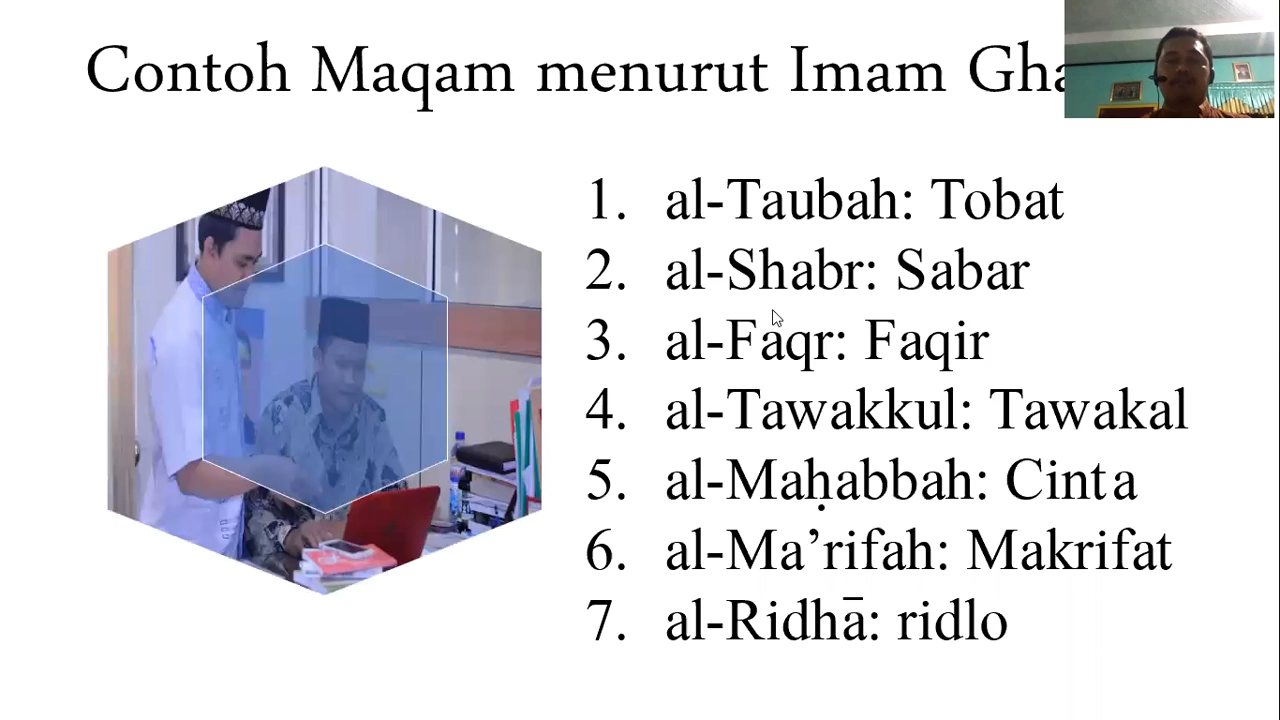 Contoh Maqam menurut Imam Gha
1. al-Taubah: Tobat
2. al-Shabr: Sabar
3. al-Faqr: Faqir
4. al-Tawakkul: Tawakal
5. al-Maḥabbah: Cinta
6. al-Ma’rifah: Makrifat
7. al-Ridhā: ridlo